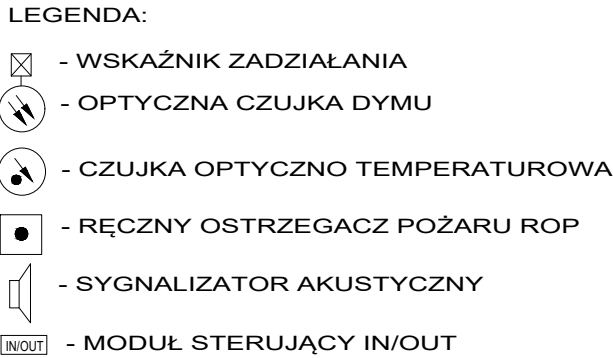 LEGENDA:
- WSKAŹNIK ZADZIAŁANIA
- OPTYCZNA CZUJKA DYMU
- CZUJKA OPTYCZNO TEMPERATUROWA
- RĘCZNY OSTRZEGACZ POŻARU ROP
- SYGNALIZATOR AKUSTYCZNY
IN/OUT - MODUŁ STERUJĄCY IN/OUT